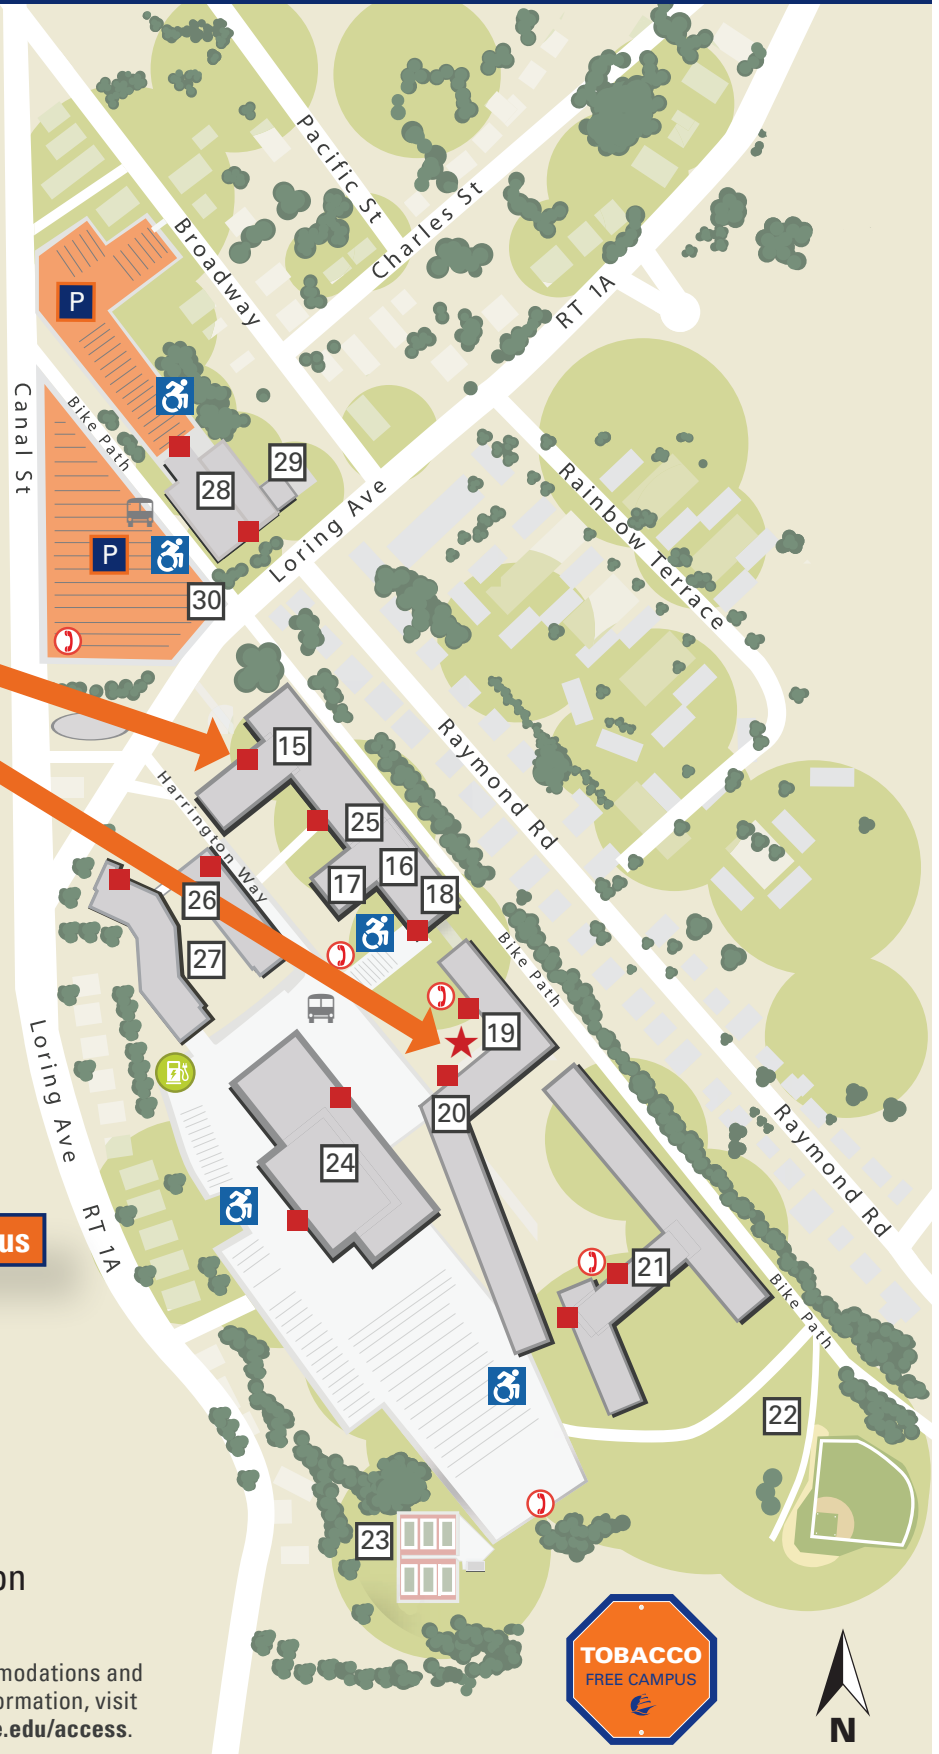 Pacific St
Charles St
Broadway
RT 1A
P
Canal St
Bike Path
29
28
Loring Ave
Rainbow Terrace
P
30
15
Raymond Rd
Harrington Way
25
16
17
18
26
27
Bike Path
19
20
Loring Ave
24
Raymond Rd
RT 1A
us
21
Bike Path
22
23
on
TOBACCO
FREE CAMPUS
modations and
ormation, visit
e.edu/access.
N